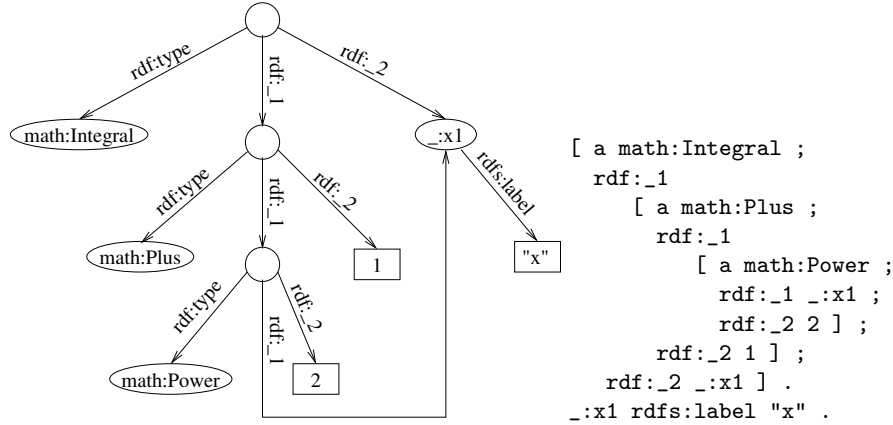 rdf:type
rdf:_1
rdf:_2
math:Integral
_:x1
rdf:type
rdf:_1
rdf:_2
rdfs:label
math:Plus
1
"x"
rdf:type
rdf:_1
rdf:_2
math:Power
2
[ a math:Integral ;
rdf:_1
[ a math:Plus ;
rdf:_1
[ a math:Power ;
rdf:_1 _:x1 ;
rdf:_2 2 ] ;
rdf:_2 1 ] ;
rdf:_2 _:x1 ] .
_:x1 rdfs:label "x" .